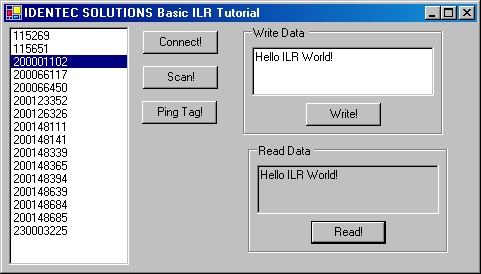 IDENTEC SOLUTIONS Basic ILR Tutorial
115269
115651
200001102
200066117
200066450
200123352
200126326
200148111
200148141
200148339
200148365
200148394
200148639
200148684
200148685
230003225
Connect!
Scan!
Ping Tag!
Write Data
Hello ILR World!
Write!
Read Data
Hello ILR World!
Read!